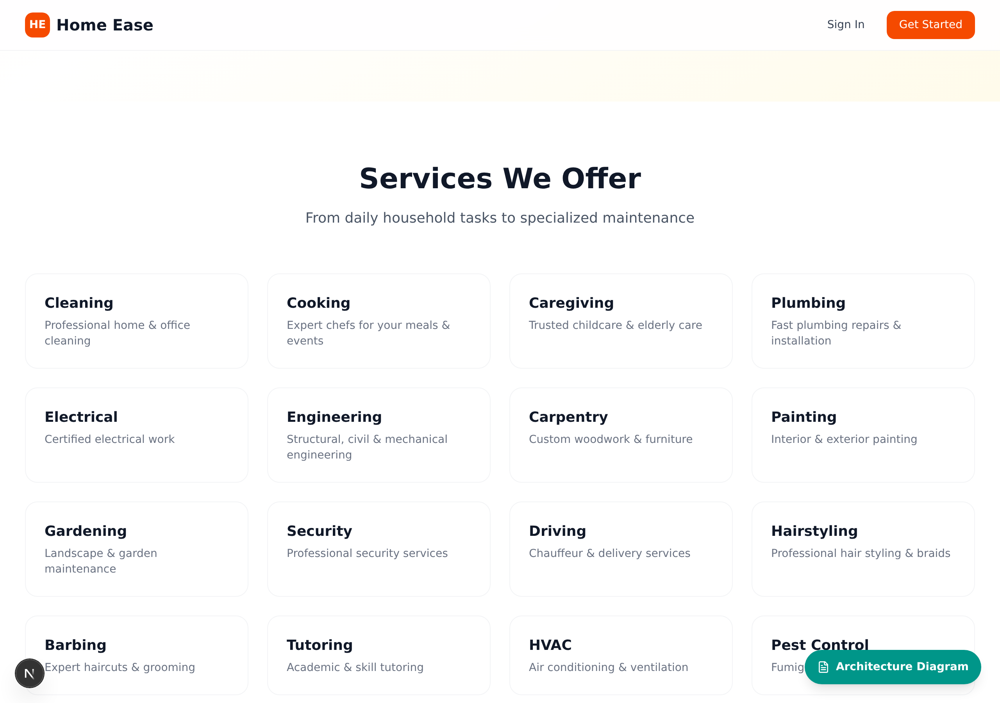 HE Home Ease
Sign In
Get Started
Services We Offer
From daily household tasks to specialized maintenance
Cleaning
Professional home & office
cleaning
Cooking
Expert chefs for your meals &
events
Caregiving
Trusted childcare & elderly care
Plumbing
Fast plumbing repairs &
installation
Electrical
Certified electrical work
Engineering
Structural, civil & mechanical
engineering
Carpentry
Custom woodwork & furniture
Painting
Interior & exterior painting
Gardening
Landscape & garden
maintenance
Security
Professional security services
Driving
Chauffeur & delivery services
Hairstyling
Professional hair styling & braids
Barbing
Expert haircuts & grooming
Tutoring
Academic & skill tutoring
HVAC
Air conditioning & ventilation
Pest Control
N
Architecture Diagram